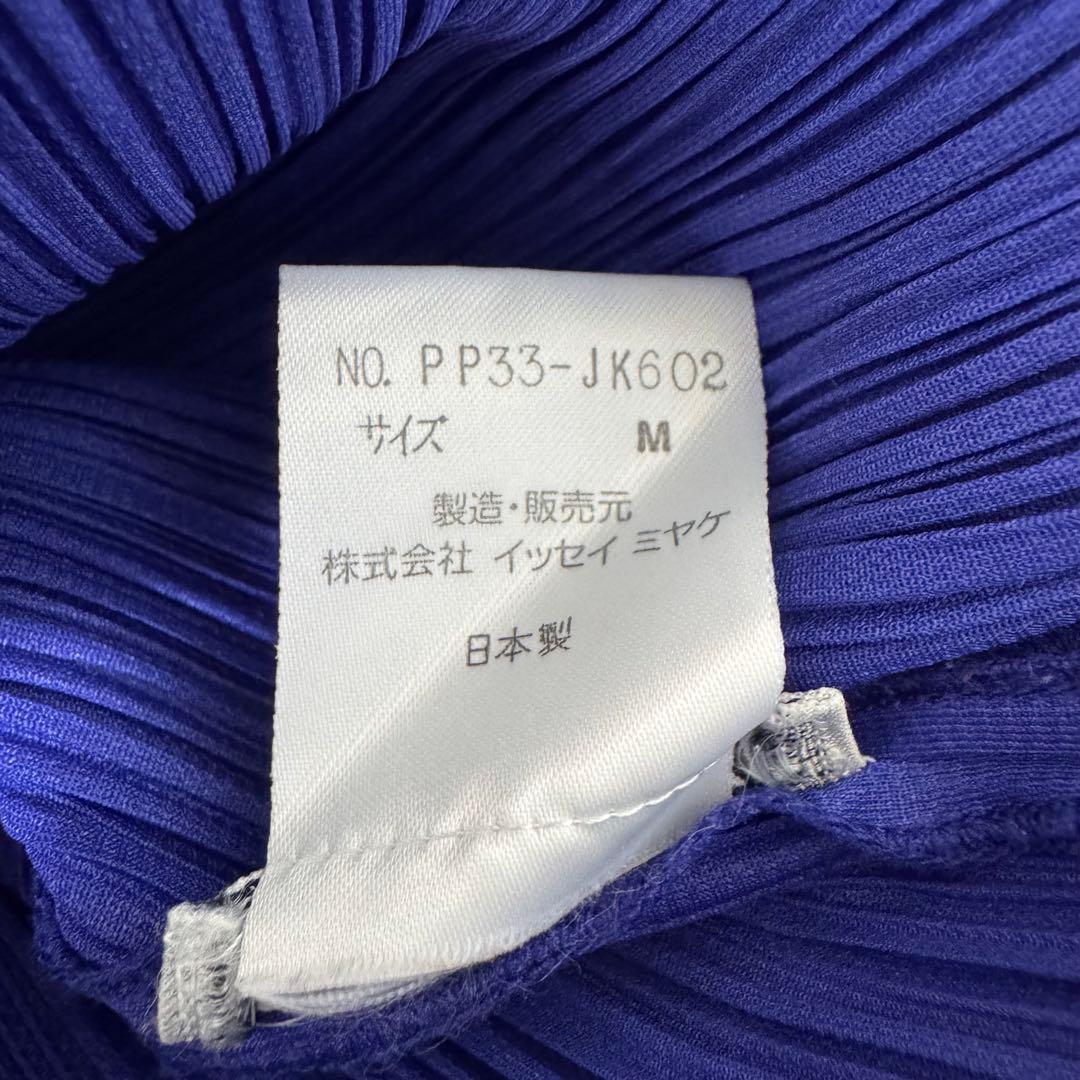 NO. PP33-JK602
サイズ M
製造・販売元
株式会社 イッセイ ミヤケ
日本製